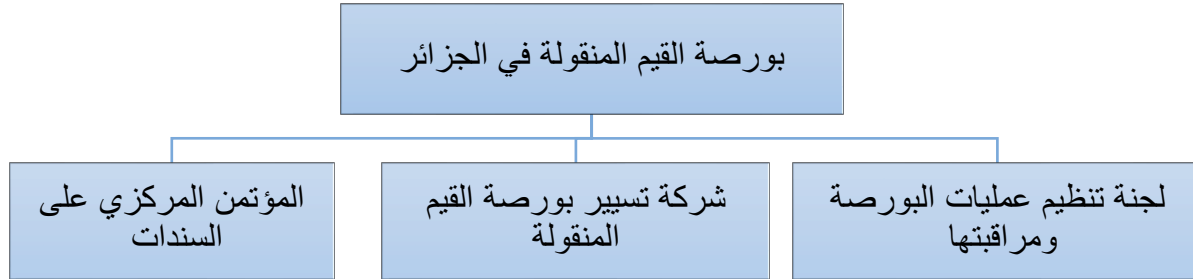 بورصة القيم المنقولة في الجزائر
لجنة تنظيم عمليات البورصة
ومراقبتها
شركة تسيير بورصة القيم
المنقولة
المؤتمن المركزي على
السندات